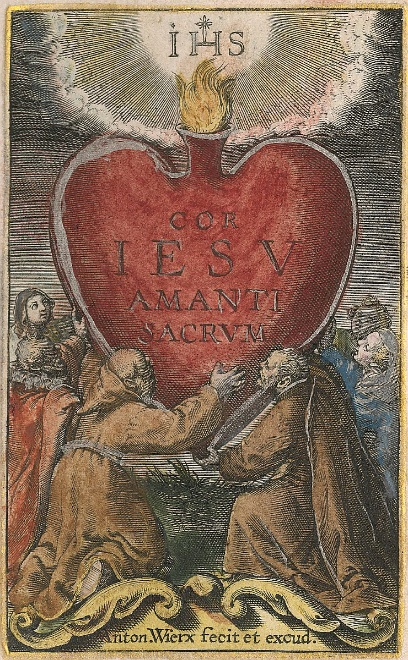 IHS
COR
IESV
AMANTI
SACRVM
Anton. Wierx fecit et excud.